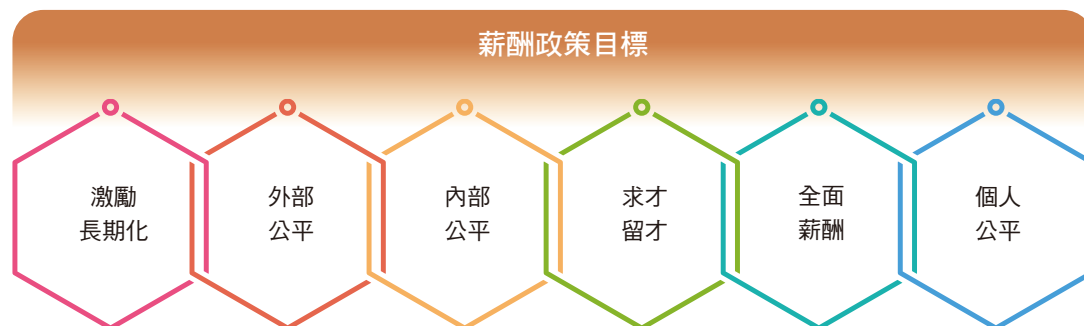 薪酬政策目標
激勵
長期化
外部
公平
內部
公平
求才
留才
全面
薪酬
個人
公平